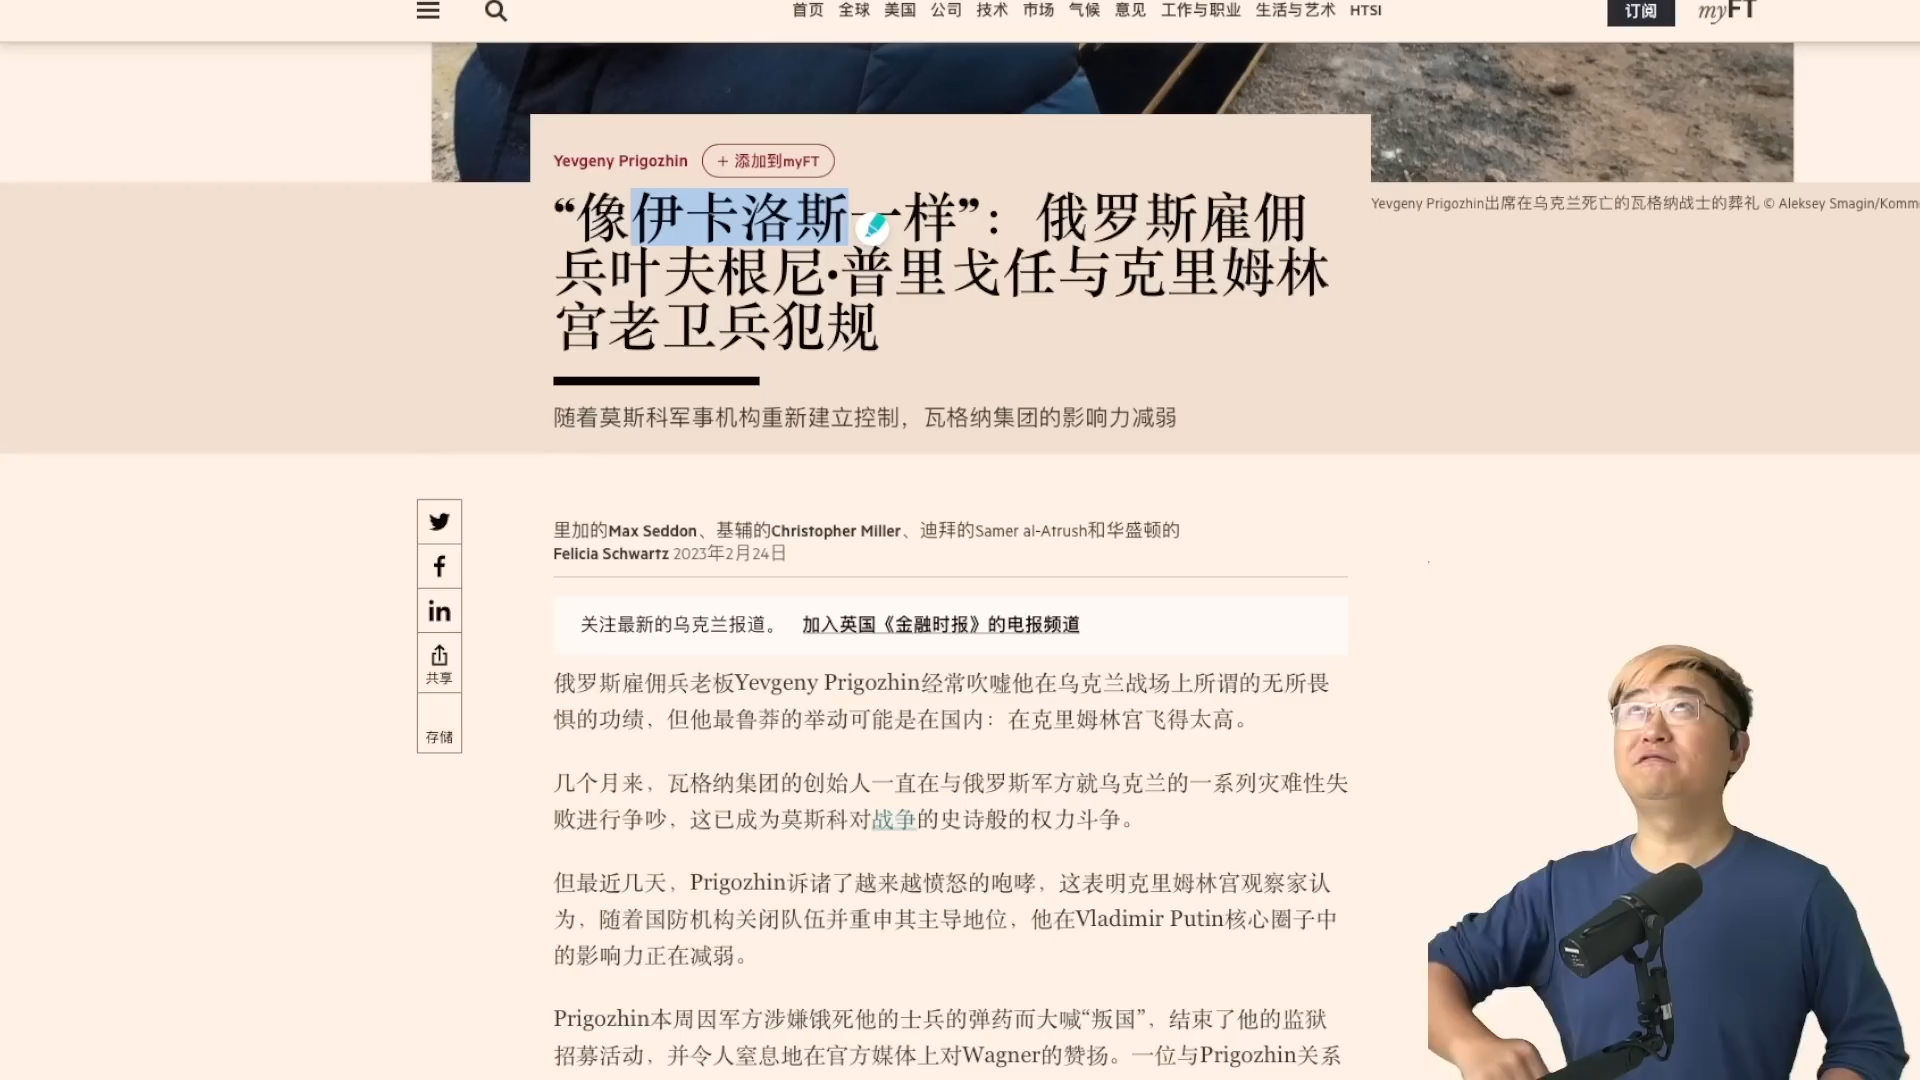 首页 全球 美国 公司 技术 市场 气候 意见 工作与职业 生活与艺术 HTSI
订阅 myFT
Yevgeny Prigozhin
+ 添加到myFT
Yevgeny Prigozhin出席在乌克兰死亡的瓦格纳战士的葬礼 © Aleksey Smagin/Komm
“像伊卡洛斯一样”：俄罗斯雇佣
兵叶夫根尼·普里戈任与克里姆林
宫老卫兵犯规
随着莫斯科军事机构重新建立控制，瓦格纳集团的影响力减弱
里加的Max Seddon、基辅的Christopher Miller、迪拜的Samer al-Atrush和华盛顿的
Felicia Schwartz 2023年2月24日
关注最新的乌克兰报道。 加入英国《金融时报》的电报频道
共享
存储
俄罗斯雇佣兵老板Yevgeny Prigozhin经常吹嘘他在乌克兰战场上所谓的无所畏
惧的功绩，但他最鲁莽的举动可能是在国内：在克里姆林宫飞得太高。
几个月来，瓦格纳集团的创始人一直在与俄罗斯军方就乌克兰的一系列灾难性失
败进行争吵，这已成为莫斯科对战争的史诗般的权力斗争。
但最近几天，Prigozhin诉诸了越来越愤怒的咆哮，这表明克里姆林宫观察家认
为，随着国防机构关闭队伍并重申其主导地位，他在Vladimir Putin核心圈子中
的影响力正在减弱。
Prigozhin本周因军方涉嫌饿死他的士兵的弹药而大喊“叛国”，结束了他的监狱
招募活动，并令人窒息地在官方媒体上对Wagner的赞扬。一位与Prigozhin关系